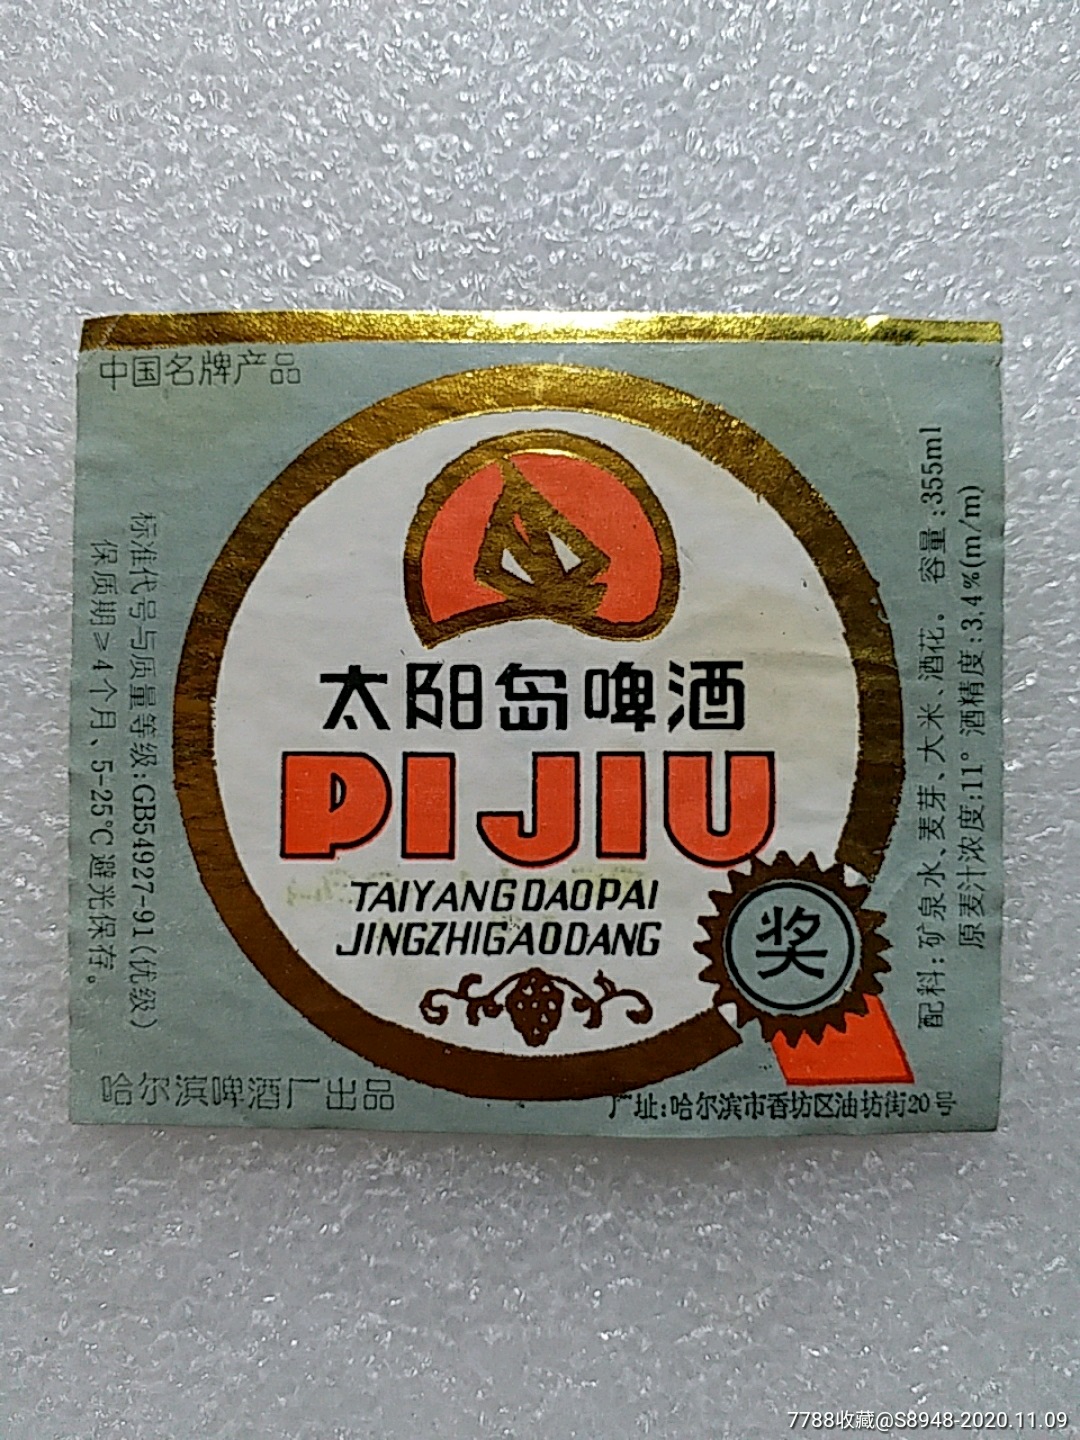 中国名牌产品
太阳岛啤酒
PIJIU
TAIYANGDAOPAI
JINGZHIGAODANG
奖
标准代号与质量等级:GB54927-91(优级)
保质期≥4个月、5-25℃避光保存。
容量:355ml
配料:矿泉水、麦芽、大米、酒花。
原麦汁浓度:11° 酒精度:3.4%(m/m)
哈尔滨啤酒厂出品
厂址:哈尔滨市香坊区油坊街20号
7788收藏@S8948-2020.11.09